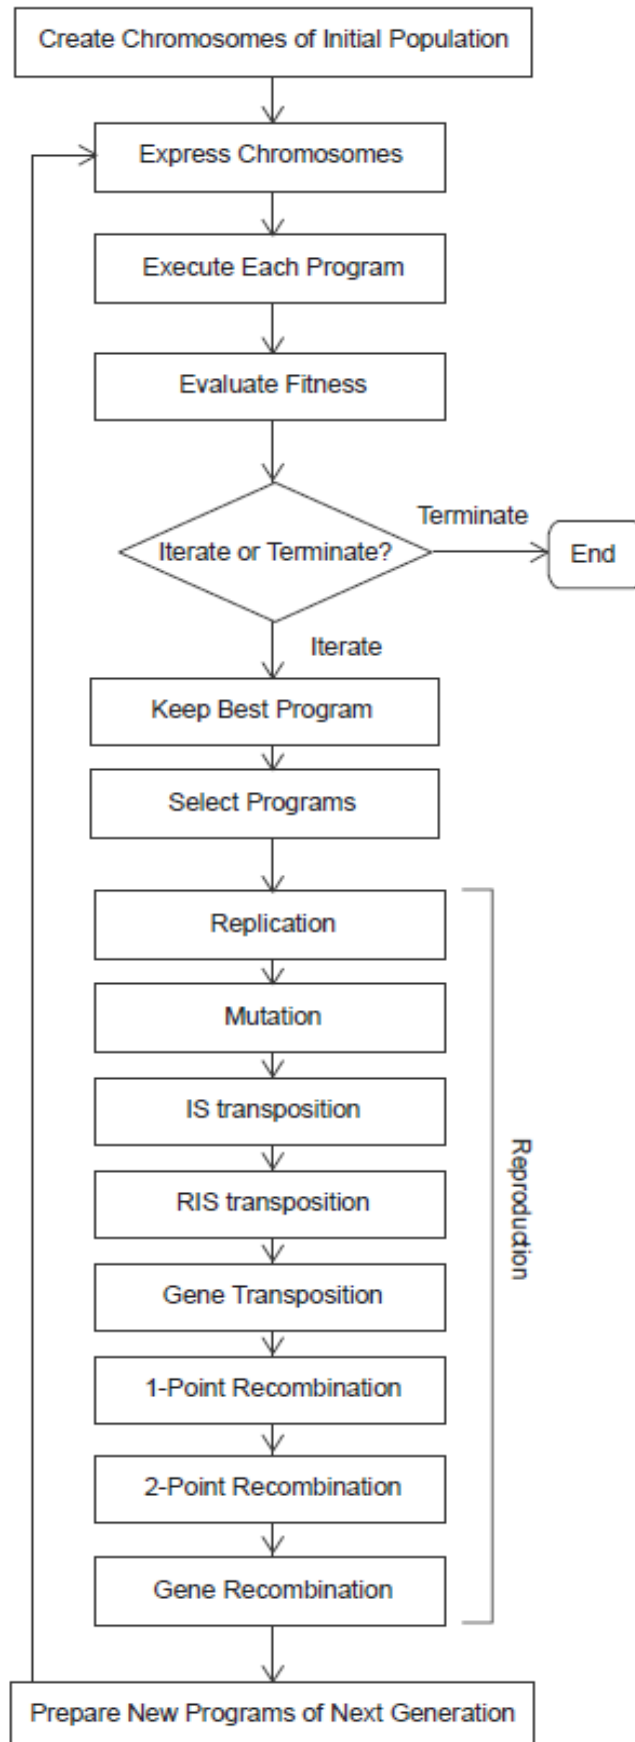 Create Chromosomes of Initial Population
Express Chromosomes
Execute Each Program
Evaluate Fitness
Iterate or Terminate?
Terminate
End
Iterate
Keep Best Program
Select Programs
Replication
Mutation
IS transposition
RIS transposition
Gene Transposition
1-Point Recombination
2-Point Recombination
Gene Recombination
Reproduction
Prepare New Programs of Next Generation